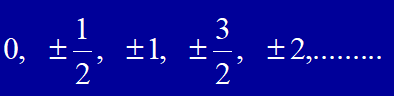 0, ±1/2, ±1, ±3/2, ±2,.........